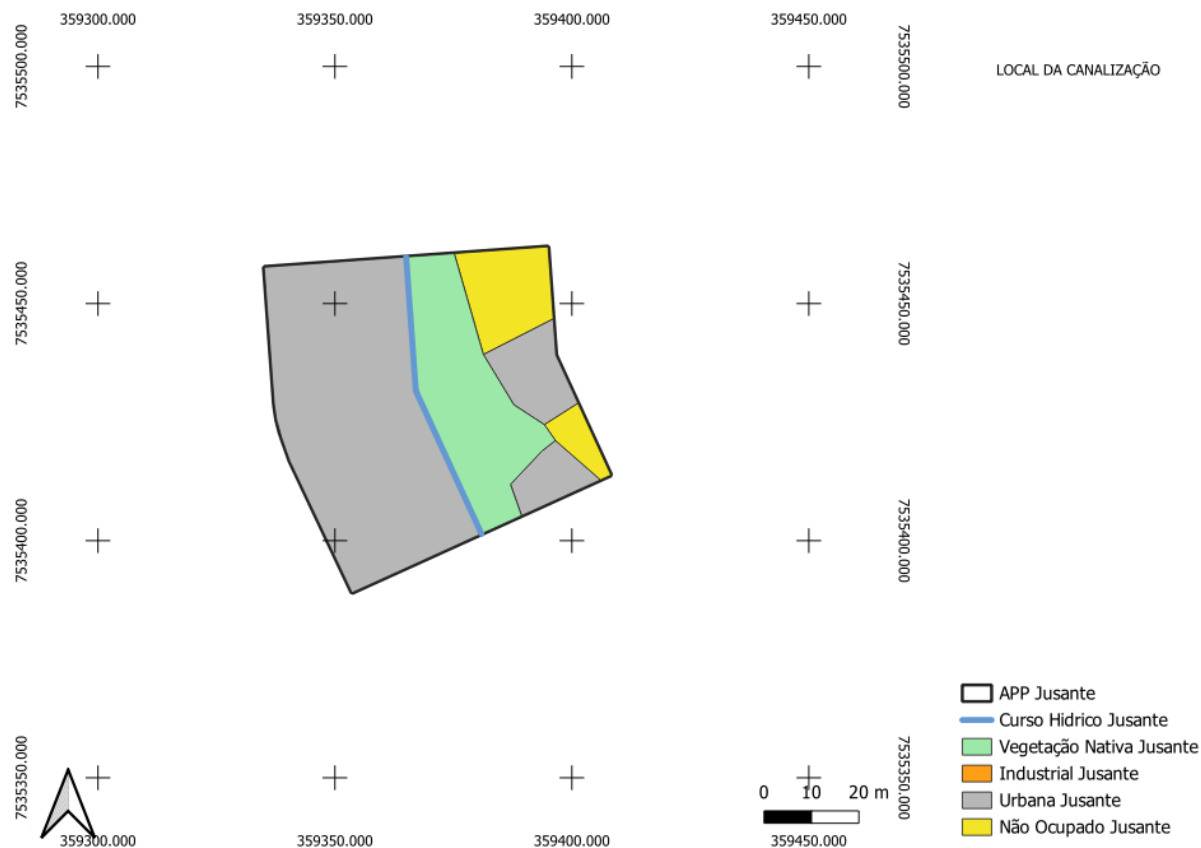 359300.000
359350.000
359400.000
359450.000
7535500.000
7535500.000
LOCAL DA CANALIZAÇÃO
7535450.000
7535450.000
7535400.000
7535400.000
APP Jusante
Curso Hidrico Jusante
Vegetação Nativa Jusante
Industrial Jusante
Urbana Jusante
Não Ocupado Jusante
7535350.000
7535350.000
0 10 20 m
359300.000
359350.000
359400.000
359450.000